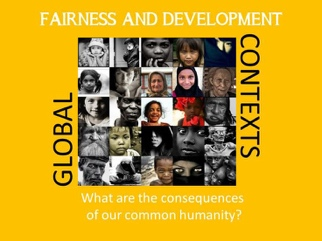 FAIRNESS AND DEVELOPMENT
GLOBAL
CONTEXTS
What are the consequences
of our common humanity?